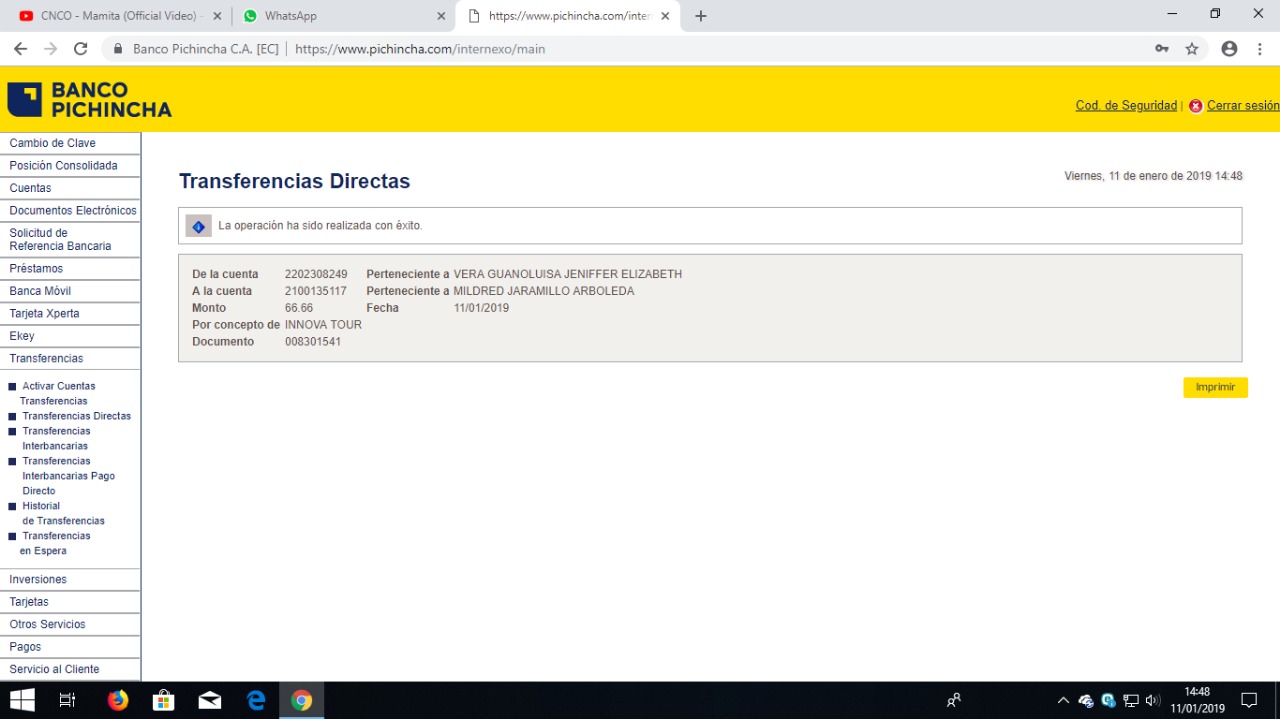 CNCO - Mamita (Official Video) -
WhatsApp
https://www.pichincha.com/inter
Banco Pichincha C.A. [EC] | https://www.pichincha.com/internexo/main
BANCO
PICHINCHA
Cod. de Seguridad | Cerrar sesión
Cambio de Clave
Posición Consolidada
Cuentas
Documentos Electrónicos
Solicitud de
Referencia Bancaria
Préstamos
Banca Móvil
Tarjeta Xperta
Ekey
Transferencias
Activar Cuentas
Transferencias
Transferencias Directas
Transferencias
Interbancarias
Transferencias
Interbancarias Pago
Directo
Historial
de Transferencias
Transferencias
en Espera
Inversiones
Tarjetas
Otros Servicios
Pagos
Servicio al Cliente
Transferencias Directas
Viernes, 11 de enero de 2019 14:48
La operación ha sido realizada con éxito.
De la cuenta 2202308249 Perteneciente a VERA GUANOLUISA JENIFFER ELIZABETH
A la cuenta 2100135117 Perteneciente a MILDRED JARAMILLO ARBOLEDA
Monto 66.66 Fecha 11/01/2019
Por concepto de INNOVA TOUR
Documento 008301541
Imprimir
14:48
11/01/2019